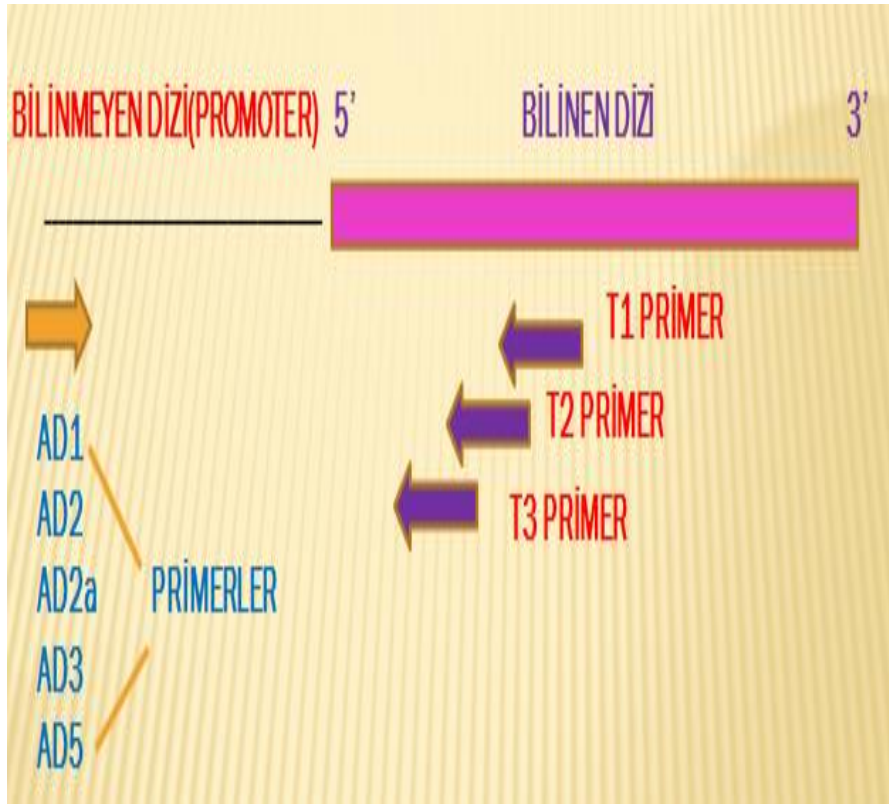 BİLİNMEYEN DİZİ(PROMOTER) 5’ BİLİNEN DİZİ 3’
T1 PRİMER
T2 PRİMER
T3 PRİMER
AD1
AD2
AD2a PRİMERLER
AD3
AD5